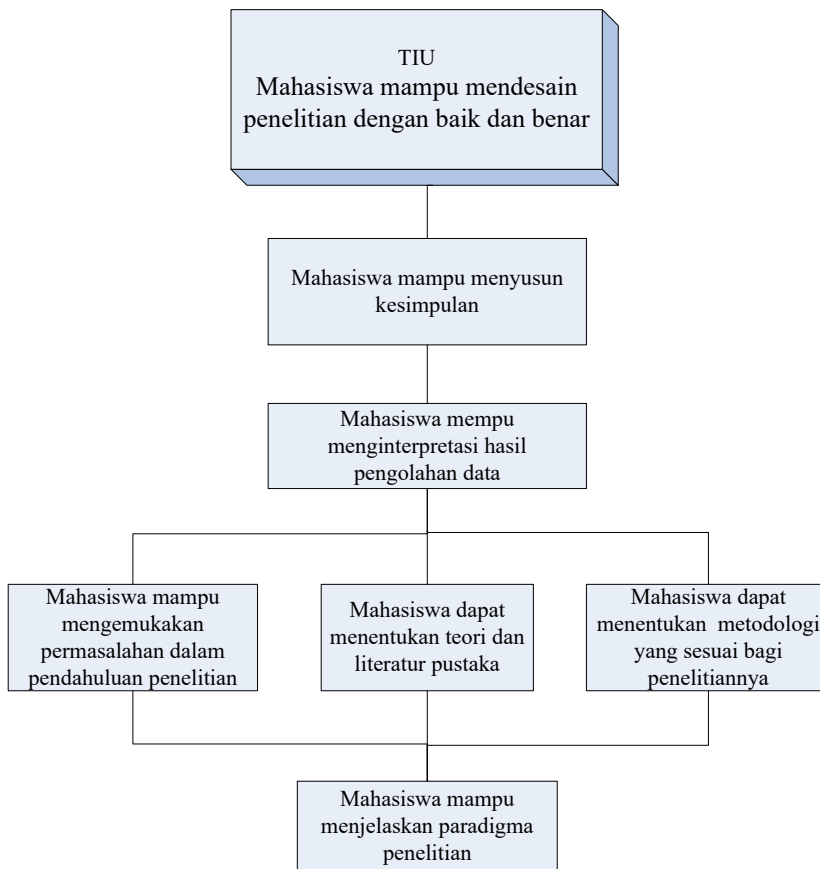 TIU
Mahasiswa mampu mendesain
penelitian dengan baik dan benar
Mahasiswa mampu menyusun
kesimpulan
Mahasiswa mempu
menginterpretasi hasil
pengolahan data
Mahasiswa mampu
mengemukakan
permasalahan dalam
pendahuluan penelitian
Mahasiswa dapat
menentukan teori dan
literatur pustaka
Mahasiswa dapat
menentukan metodologi
yang sesuai bagi
penelitiannya
Mahasiswa mampu
menjelaskan paradigma
penelitian